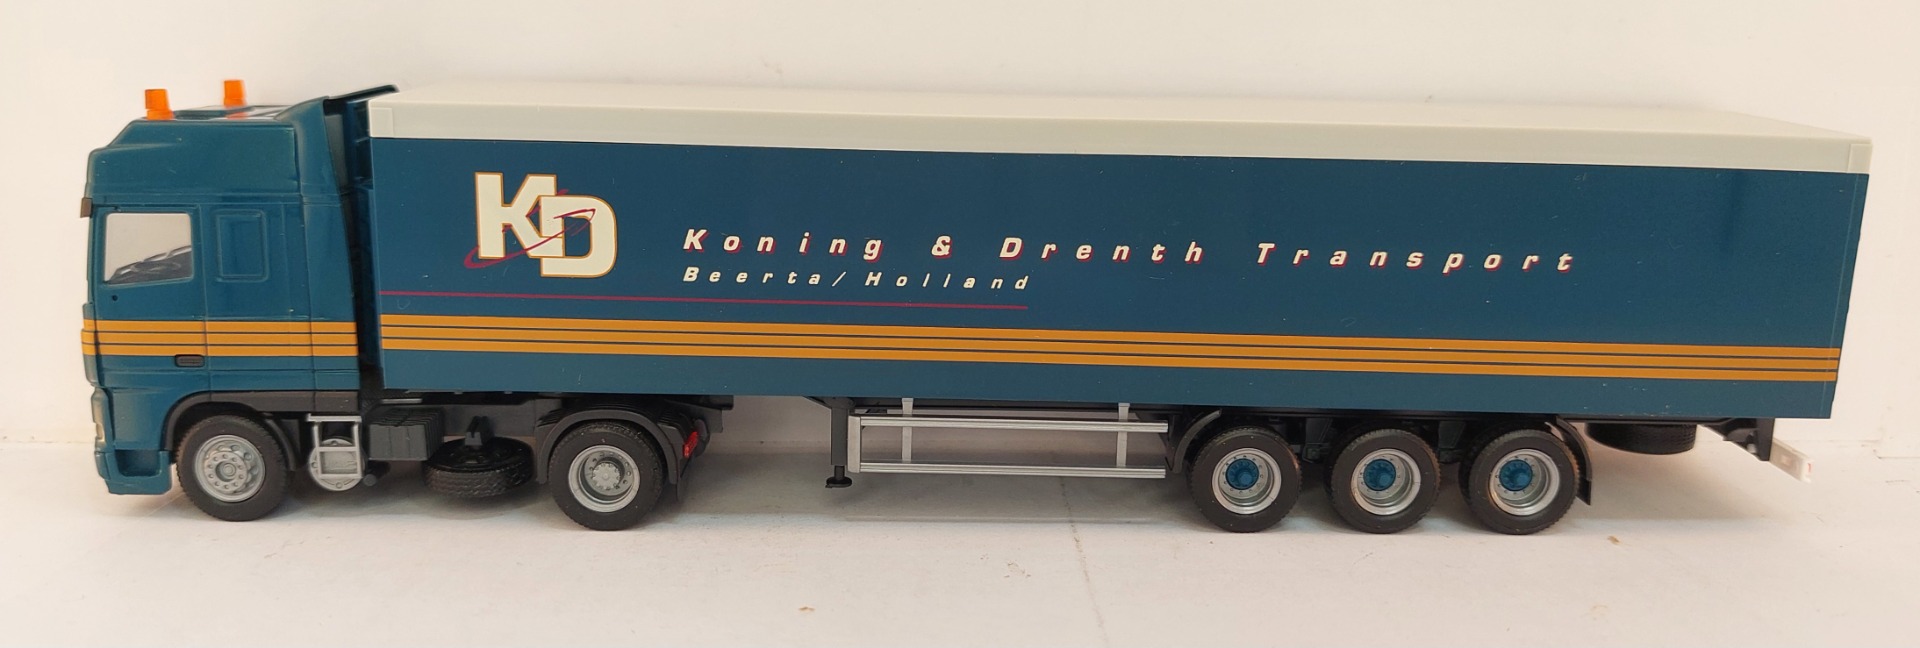 KD
Koning & Drenth Transport
Beerta/Holland